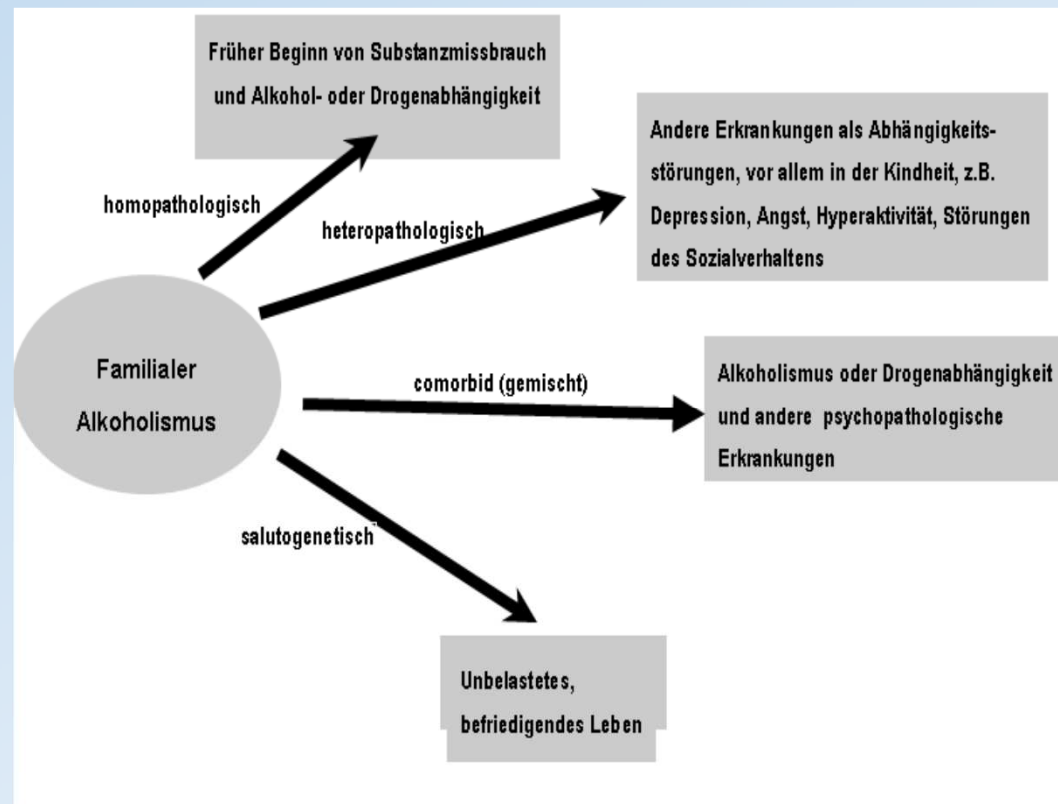 Früher Beginn von Substanzmissbrauch
und Alkohol- oder Drogenabhängigkeit
homopathologisch
Andere Erkrankungen als Abhängigkeits-
störungen, vor allem in der Kindheit, z.B.
Depression, Angst, Hyperaktivität, Störungen
des Sozialverhaltens
heteropathologisch
Familialer
Alkoholismus
comorbid (gemischt)
Alkoholismus oder Drogenabhängigkeit
und andere psychopathologische
Erkrankungen
salutogenetisch
Unbelastetes,
befriedigendes Leben